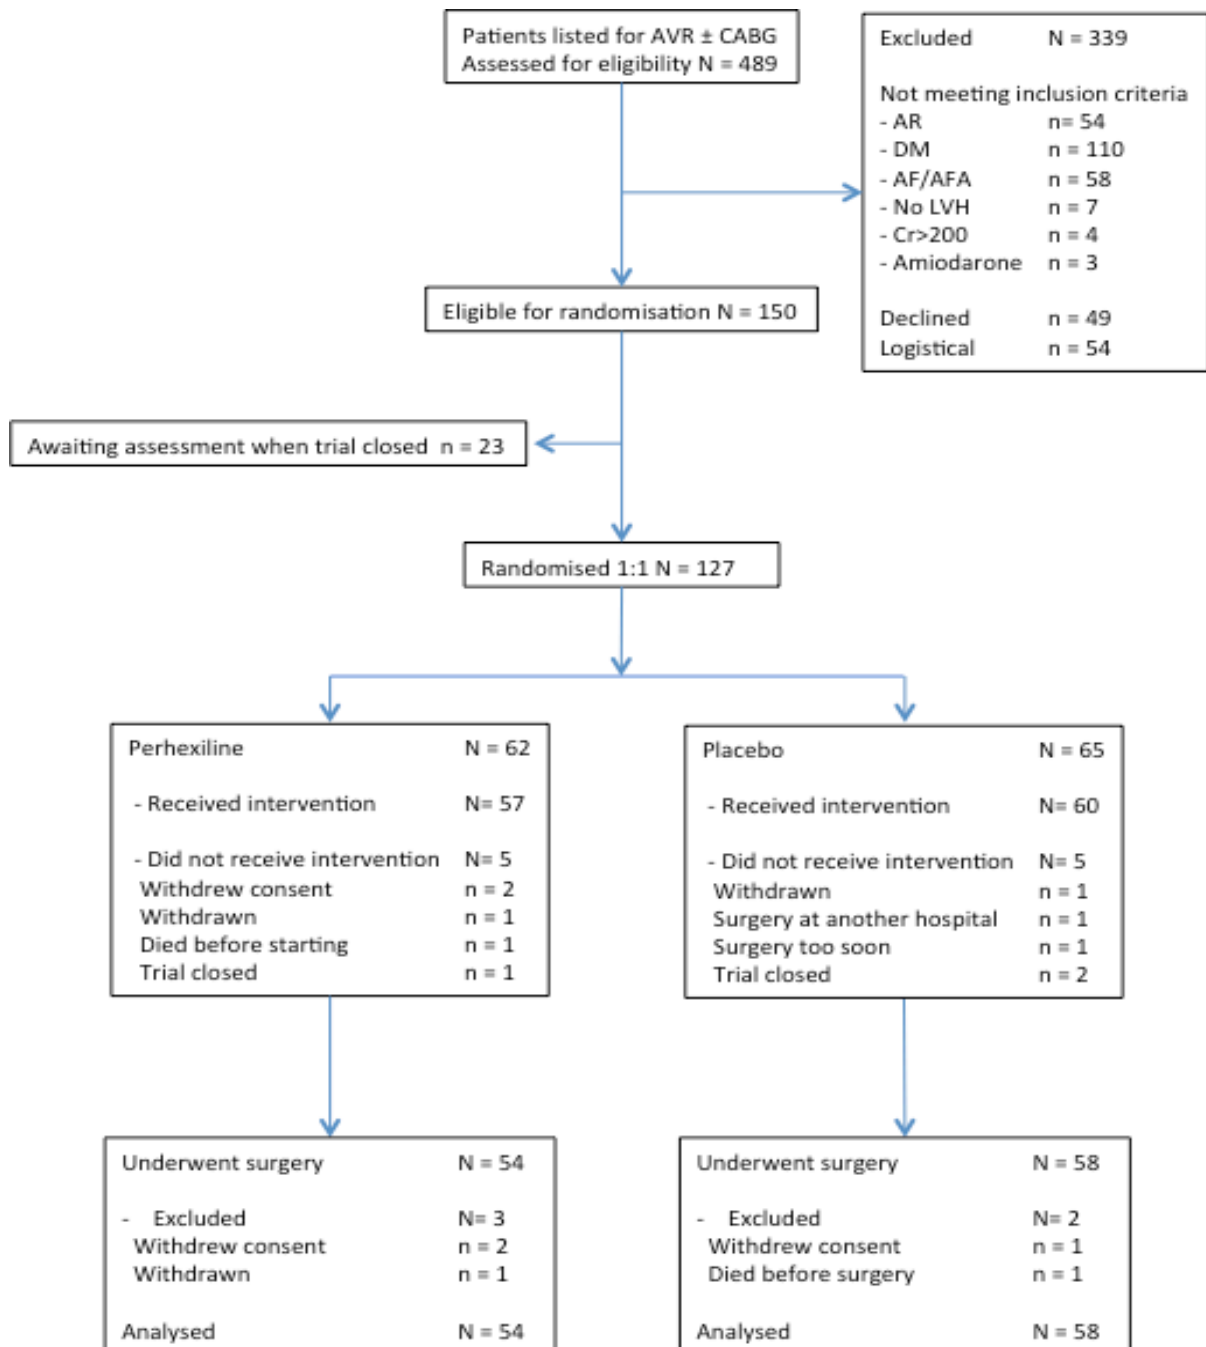 Patients listed for AVR ± CABG
Assessed for eligibility N = 489
Excluded N = 339
Not meeting inclusion criteria
- AR n= 54
- DM n = 110
- AF/AFA n = 58
- No LVH n = 7
- Cr>200 n = 4
- Amiodarone n = 3
Declined n = 49
Logistical n = 54
Eligible for randomisation N = 150
Awaiting assessment when trial closed n = 23
Randomised 1:1 N = 127
Perhexiline N = 62
- Received intervention N= 57
- Did not receive intervention N= 5
Withdrew consent n = 2
Withdrawn n = 1
Died before starting n = 1
Trial closed n = 1
Placebo N = 65
- Received intervention N= 60
- Did not receive intervention N= 5
Withdrawn n = 1
Surgery at another hospital n = 1
Surgery too soon n = 1
Trial closed n = 2
Underwent surgery N = 54
- Excluded N= 3
Withdrew consent n = 2
Withdrawn n = 1
Analysed N = 54
Underwent surgery N = 58
- Excluded N= 2
Withdrew consent n = 1
Died before surgery n = 1
Analysed N = 58